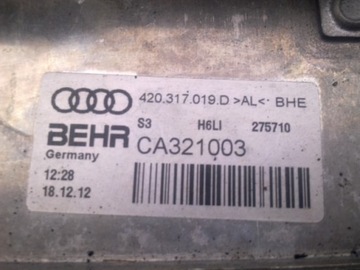 420.317.019.D >AL<· BHE
S3 H6LI 275710
BEHR CA321003
Germany
12:28
18.12.12